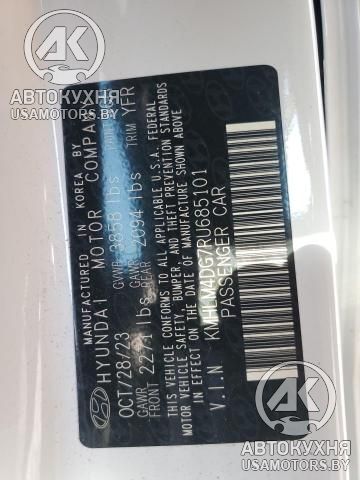 АВТОКУХНЯ
USAMOTORS.BY
MANUFACTURED IN KOREA BY
HYUNDAI MOTOR COMPANY
OCT/28/23 GVWR 3858 lbs
TRIM YFR
GAWR FRONT 2271 lbs GAWR REAR 2094 lbs
THIS VEHICLE CONFORMS TO ALL APPLICABLE U.S.A. FEDERAL
MOTOR VEHICLE SAFETY, BUMPER, AND THEFT PREVENTION STANDARDS
IN EFFECT ON THE DATE OF MANUFACTURE SHOWN ABOVE.
V.I.N KMHLM4DG7RU685101
PASSENGER CAR
АВТОКУХНЯ
USAMOTORS.BY